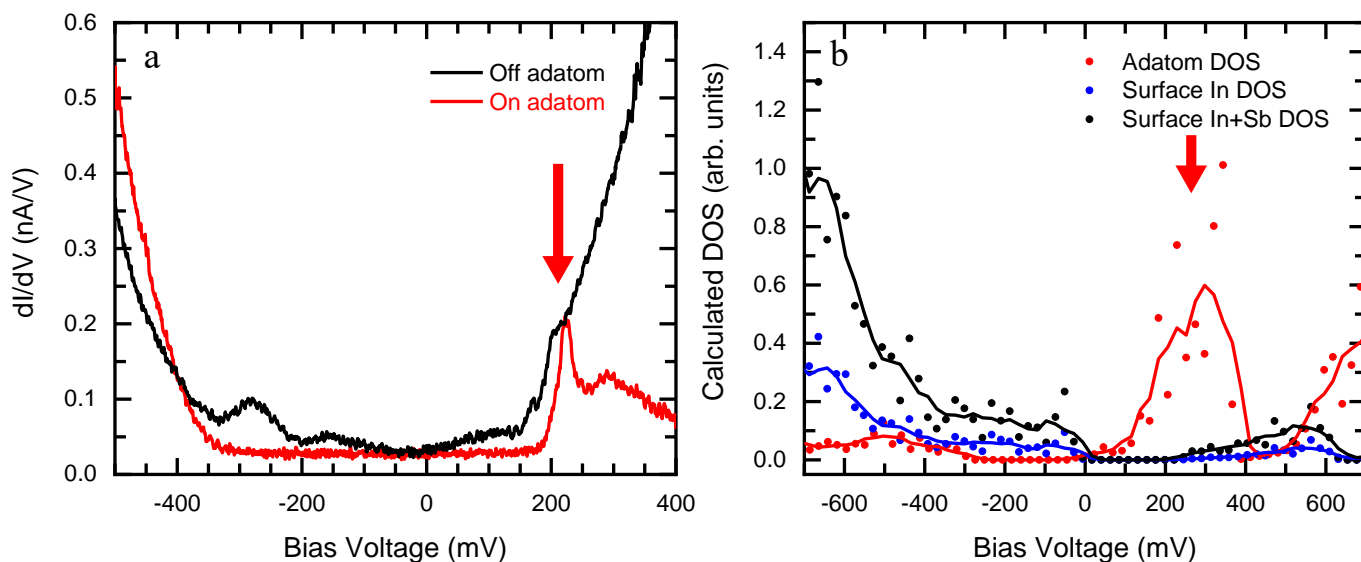 a
Off adatom
On adatom
0.6
0.5
0.4
0.3
0.2
0.1
0.0
dI/dV (nA/V)
-400
-200
0
200
400
Bias Voltage (mV)
b
Adatom DOS
Surface In DOS
Surface In+Sb DOS
1.4
1.2
1.0
0.8
0.6
0.4
0.2
0.0
Calculated DOS (arb. units)
-600
-400
-200
0
200
400
600
Bias Voltage (mV)